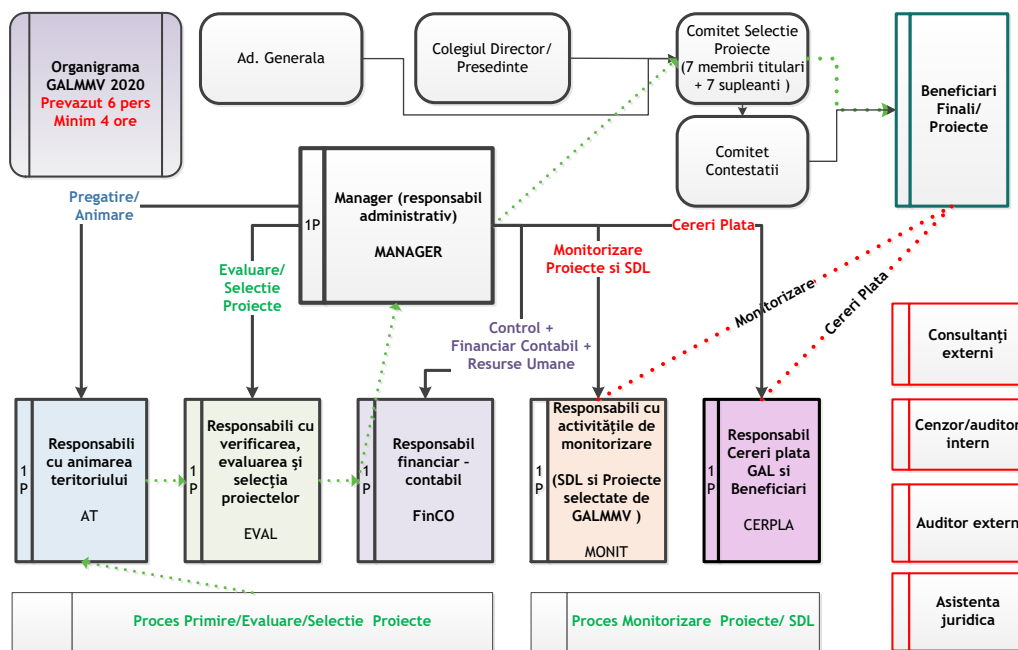 Organigrama
GALMMV 2020
Prevazut 6 pers
Minim 4 ore
Ad. Generala
Colegiul Director/
Presedinte
Comitet Selectie
Proiecte
(7 membrii titulari
+ 7 supleanti )
Beneficiari
Finali/
Proiecte
Comitet
Contestatii
Pregatire/
Animare
1P
Manager (responsabil
administrativ)
MANAGER
Cereri Plata
Evaluare/
Selectie
Proiecte
Monitorizare
Proiecte si SDL
Control +
Financiar Contabil +
Resurse Umane
Monitorizare
Cereri Plata
Consultanţi
externi
Cenzor/auditor
intern
Auditor extern
Asistenta
juridica
1
P
Responsabili
cu animarea
teritoriului
AT
1
P
Responsabili cu
verificarea,
evaluarea şi
selecţia
proiectelor
EVAL
1
P
Responsabil
financiar –
contabil
FinCO
1
P
Responsabili cu
activităţile de
monitorizare
(SDL si Proiecte
selectate de
GALMMV )
MONIT
1
P
Responsabil
Cereri plata
GAL si
Beneficiari
CERPLA
Proces Primire/Evaluare/Selectie Proiecte
Proces Monitorizare Proiecte/ SDL